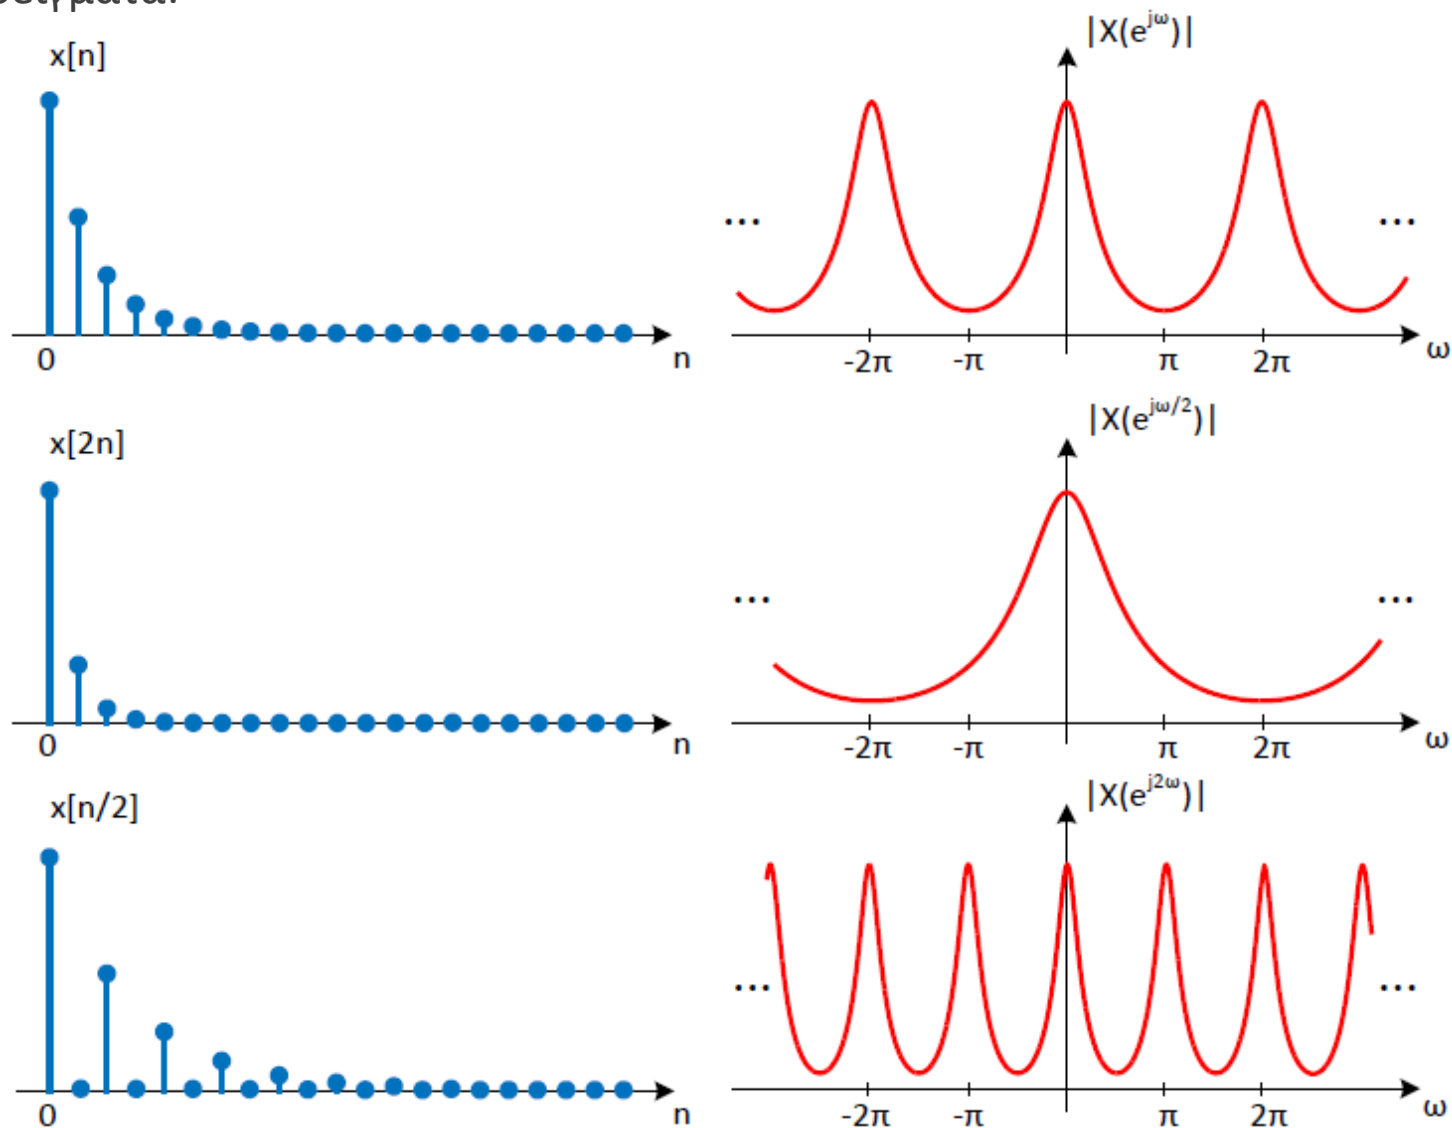 x[n]
|X(e^{jω})|
...
...
0
n
-2π
-π
π
2π
ω
x[2n]
|X(e^{jω/2})|
...
...
0
n
-2π
-π
π
2π
ω
x[n/2]
|X(e^{j2ω})|
...
...
0
n
-2π
-π
π
2π
ω